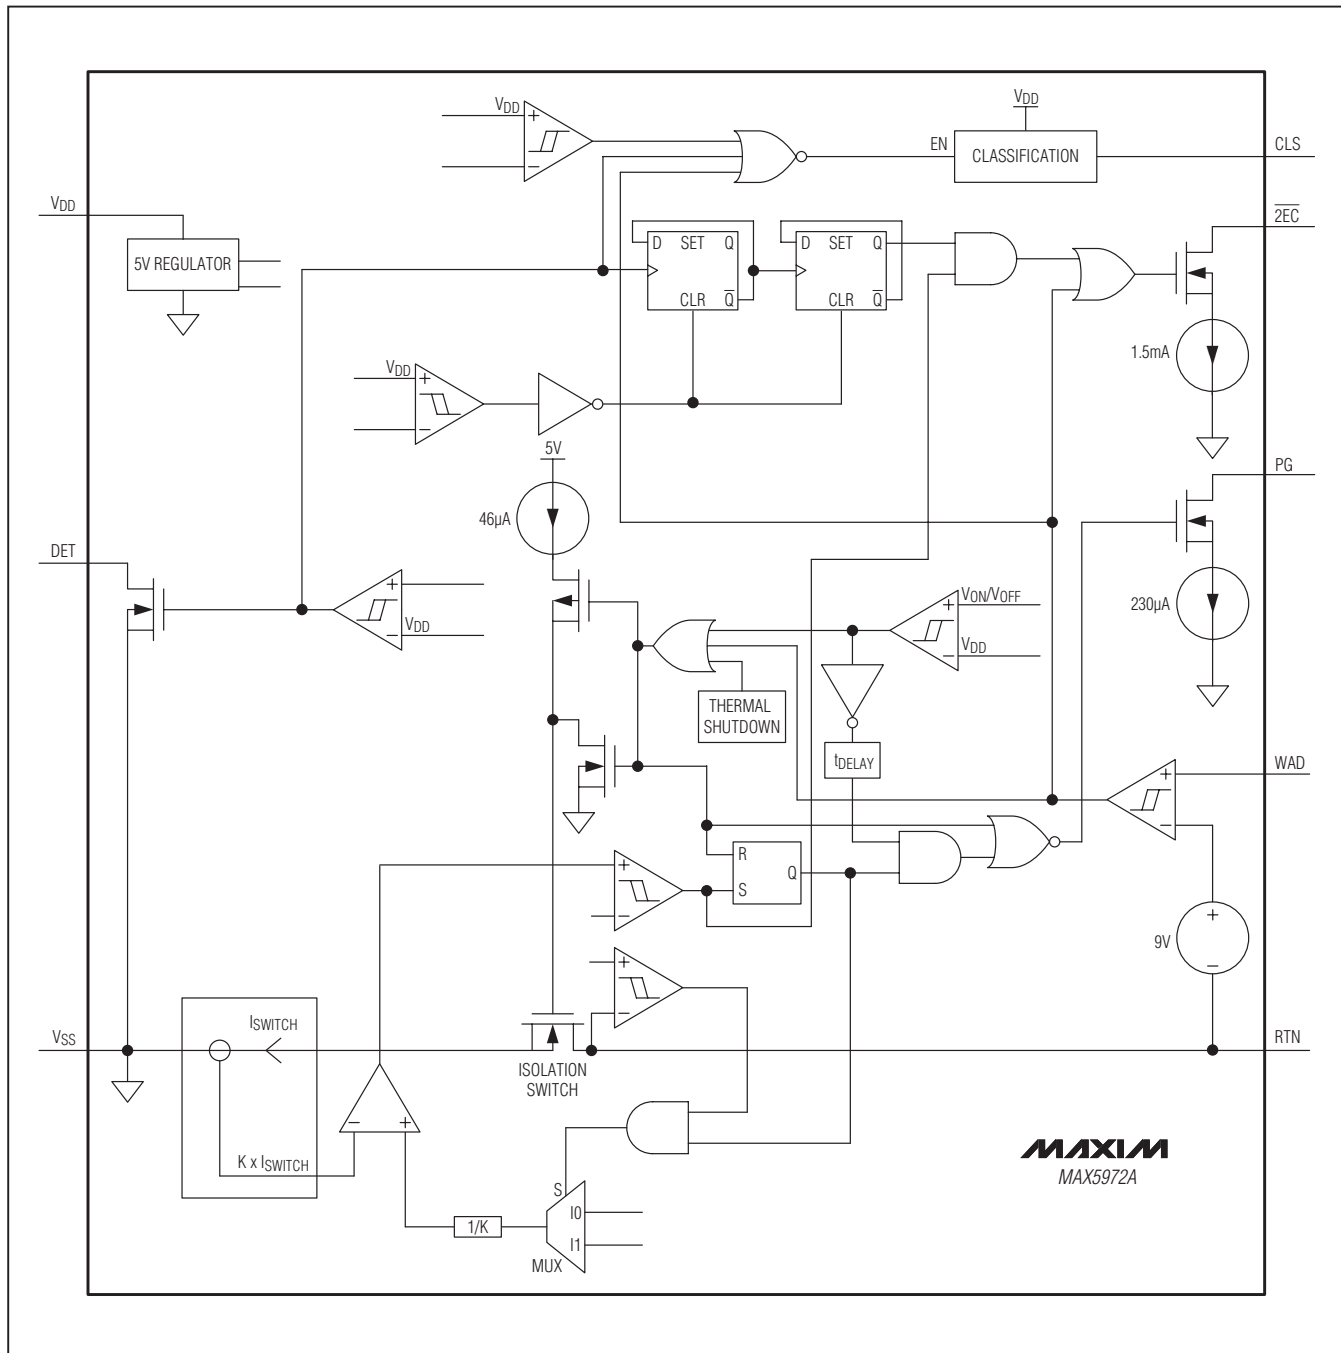 VDD
VDD
EN
CLASSIFICATION
CLS
VDD
2EC
5V REGULATOR
D SET Q
CLR Q
D SET Q
CLR Q
1.5mA
VDD
5V
PG
46µA
DET
VON/VOFF
230µA
VDD
VDD
THERMAL
SHUTDOWN
tDELAY
WAD
R
Q
S
9V
ISWITCH
VSS
RTN
ISOLATION
SWITCH
K x ISWITCH
MAXIM
MAX5972A
S
I0
1/K
I1
MUX